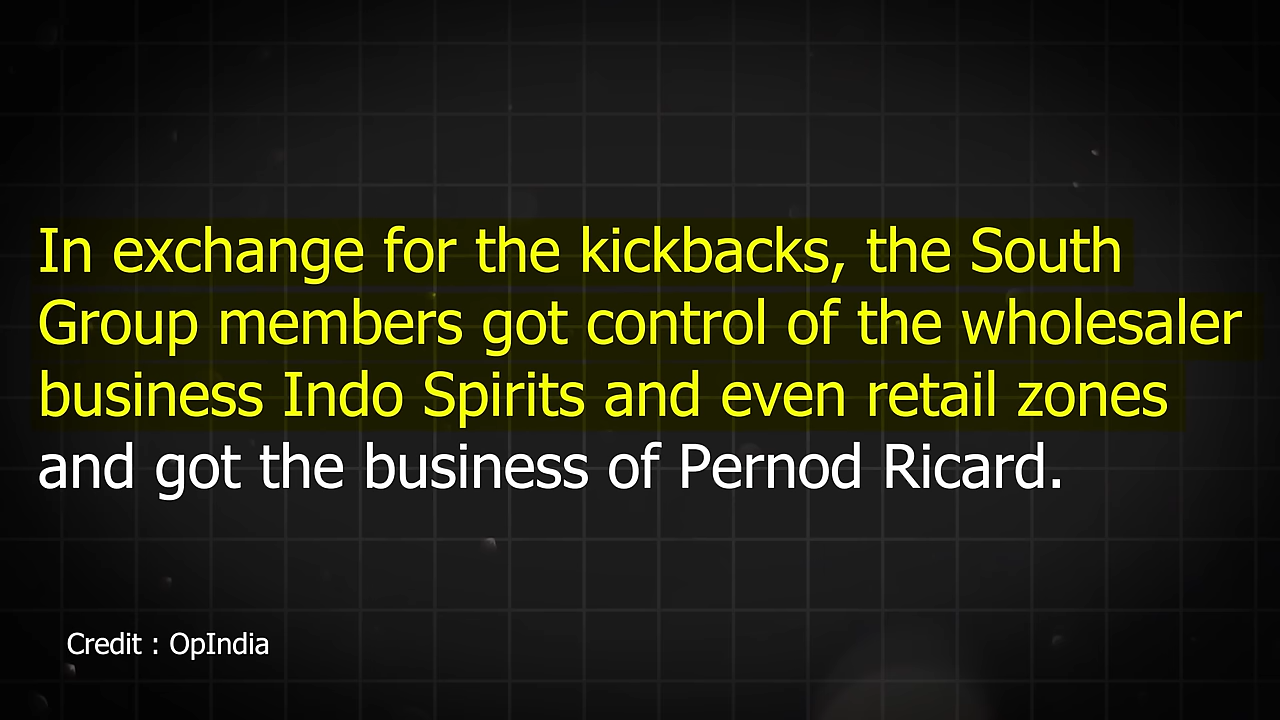 In exchange for the kickbacks, the South
Group members got control of the wholesaler
business Indo Spirits and even retail zones
and got the business of Pernod Ricard.
Credit : OpIndia